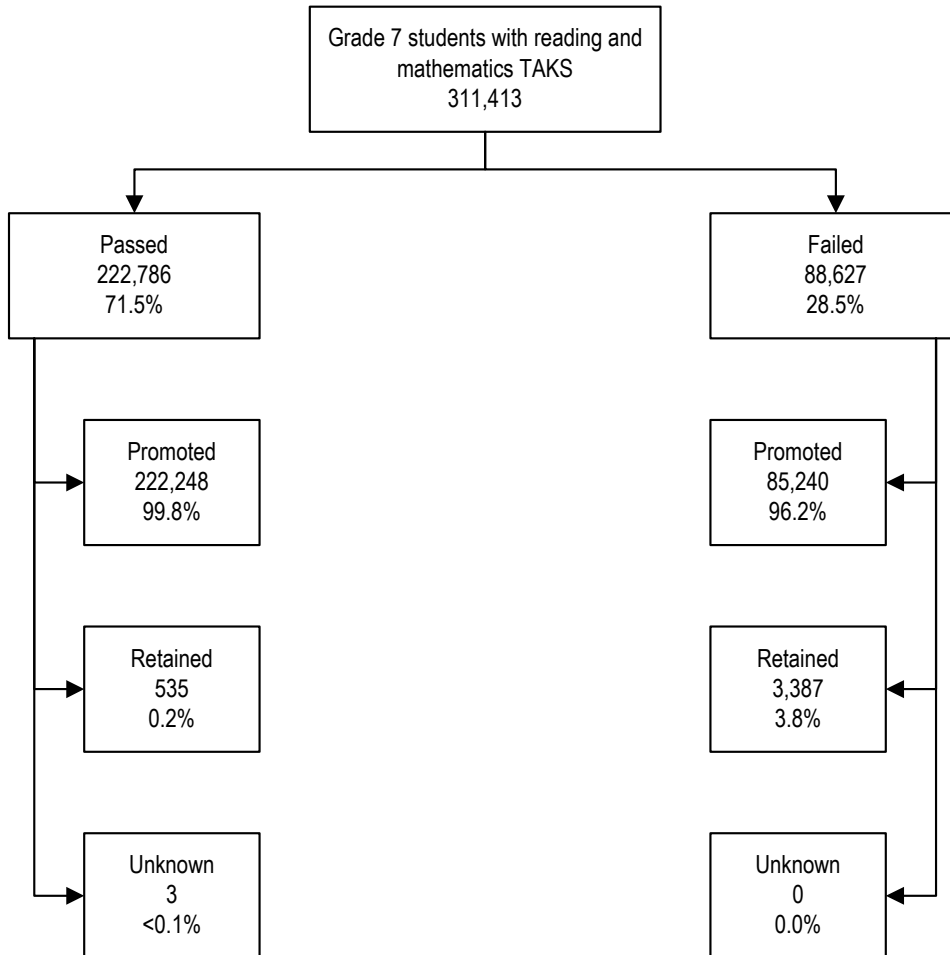 Grade 7 students with reading and
mathematics TAKS
311,413
Passed
222,786
71.5%
Failed
88,627
28.5%
Promoted
222,248
99.8%
Promoted
85,240
96.2%
Retained
535
0.2%
Retained
3,387
3.8%
Unknown
3
<0.1%
Unknown
0
0.0%